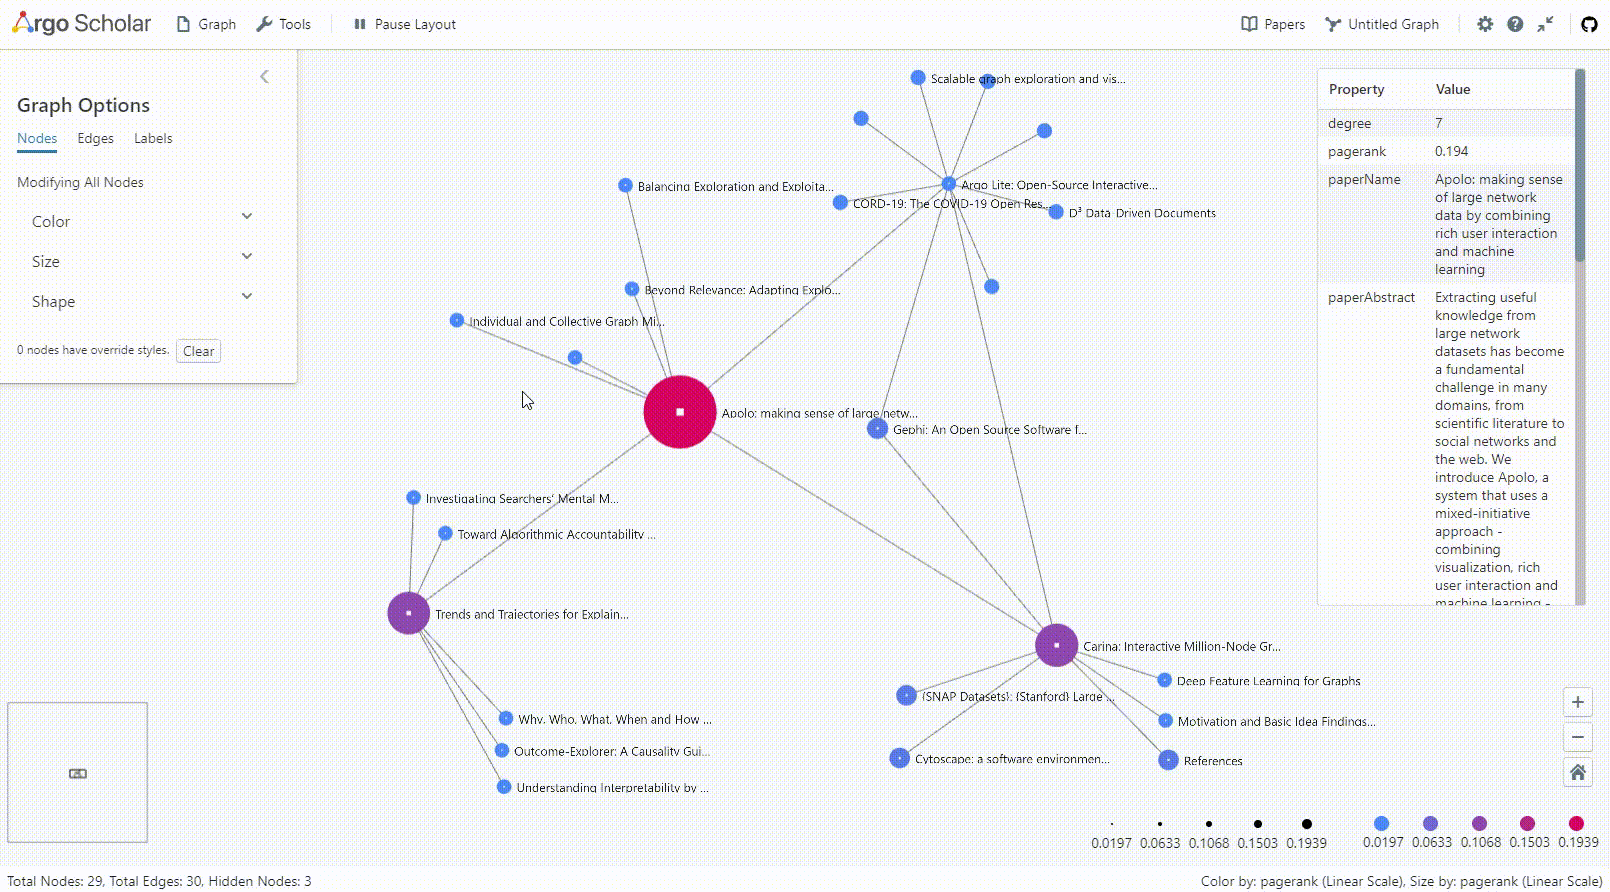 Argo Scholar
Graph
Tools
Pause Layout
Papers
Untitled Graph
Graph Options
Nodes
Edges
Labels
Modifying All Nodes
Color
Size
Shape
0 nodes have override styles.
Clear
Scalable graph exploration and vis...
Argo Lite: Open-Source Interactive...
Balancing Exploration and Exploita...
CORD-19: The COVID-19 Open Res...
D³ Data-Driven Documents
Beyond Relevance: Adapting Explo...
Individual and Collective Graph Mi...
Apolo: making sense of large netw...
Gephi: An Open Source Software f...
Investigating Searchers' Mental M...
Toward Algorithmic Accountability ...
Trends and Trajectories for Explain...
Carina: Interactive Million-Node Gr...
Deep Feature Learning for Graphs
{SNAP Datasets}: {Stanford} Large ...
Motivation and Basic Idea Findings...
Why, Who, What, When and How ...
Outcome-Explorer: A Causality Gui...
Cytoscape: a software environmen...
References
Understanding Interpretability by ...
Property Value
degree 7
pagerank 0.194
paperName Apolo: making sense
of large network
data by combining
rich user interaction
and machine
learning
paperAbstract Extracting useful
knowledge from
large network
datasets has become
a fundamental
challenge in many
domains, from
scientific literature to
social networks and
the web. We
introduce Apolo, a
system that uses a
mixed-initiative
approach -
combining
visualization, rich
user interaction and
machine learning -
0.0197 0.0633 0.1068 0.1503 0.1939
0.0197 0.0633 0.1068 0.1503 0.1939
Total Nodes: 29, Total Edges: 30, Hidden Nodes: 3
Color by: pagerank (Linear Scale), Size by: pagerank (Linear Scale)